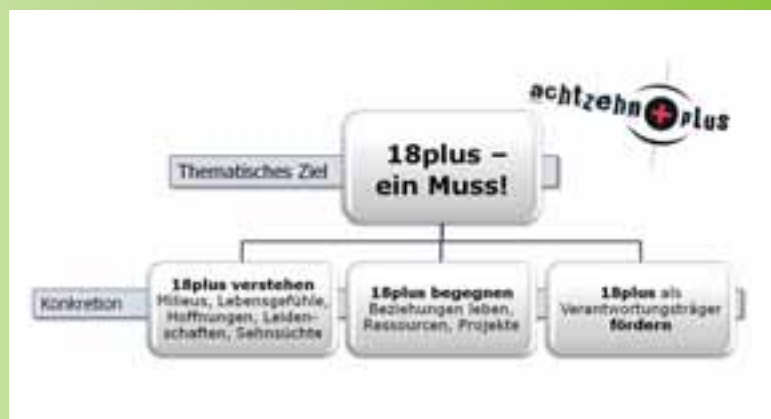 achtzehn plus
Thematisches Ziel
18plus –
ein Muss!
Konkretion
18plus verstehen
Milieus, Lebensgefühle,
Hoffnungen, Leiden-
schaften, Sehnsüchte
18plus begegnen
Beziehungen leben,
Ressourcen, Projekte
18plus als
Verantwortungsträger
fördern